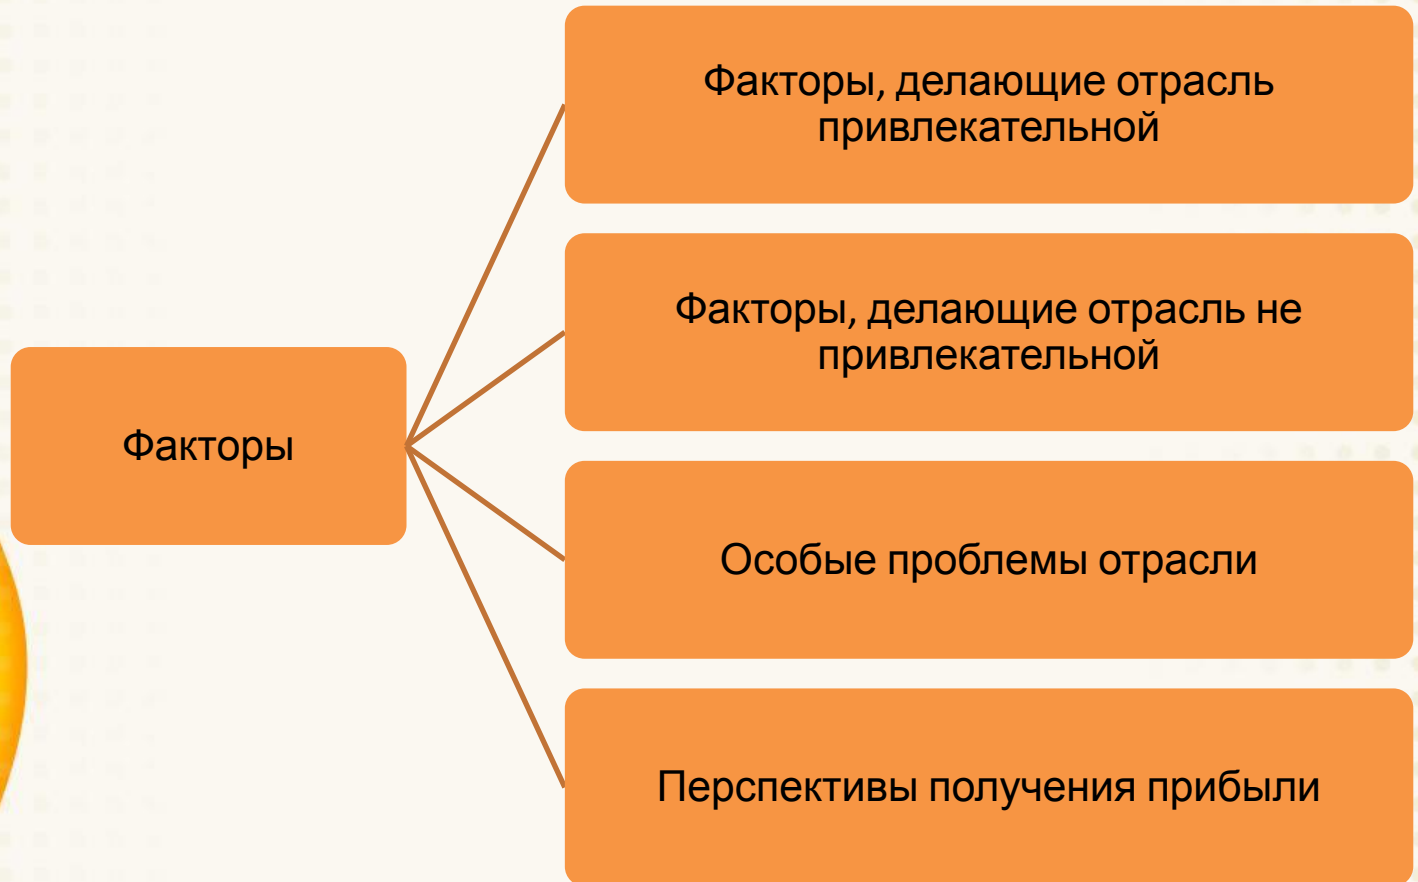 Факторы, делающие отрасль
привлекательной
Факторы, делающие отрасль не
привлекательной
Факторы
Особые проблемы отрасли
Перспективы получения прибыли